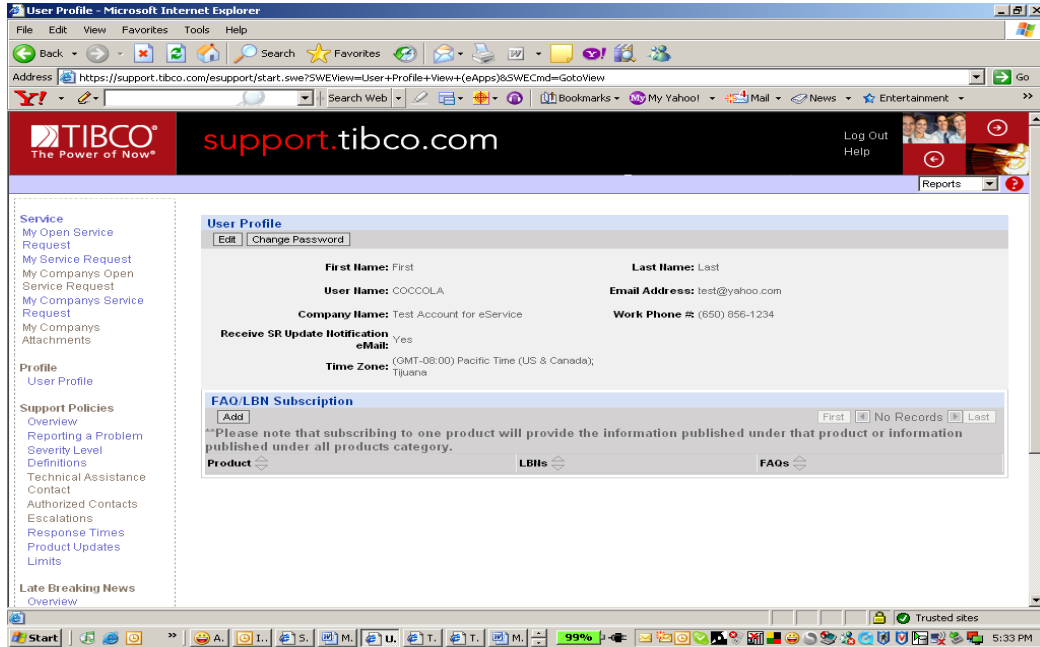 User Profile - Microsoft Internet Explorer
File Edit View Favorites Tools Help
Back Search Favorites
Address https://support.tibco.com/esupport/start.swe?SWEView=User+Profile+View+(eApps)&SWECmd=GotoView Go
Y! Search Web Bookmarks My Yahoo! Mail News Entertainment >>
TIBCO®
The Power of Now®
support.tibco.com
Log Out
Help
Reports
Service
My Open Service
Request
My Service Request
My Companys Open
Service Request
My Companys Service
Request
My Companys
Attachments
Profile
User Profile
Support Policies
Overview
Reporting a Problem
Severity Level
Definitions
Technical Assistance
Contact
Authorized Contacts
Escalations
Response Times
Product Updates
Limits
Late Breaking News
Overview
User Profile
Edit Change Password
First Name: First Last Name: Last
User Name: COCCOLA Email Address: test@yahoo.com
Company Name: Test Account for eService Work Phone #: (650) 856-1234
Receive SR Update Notification
eMail: Yes
Time Zone: (GMT-08:00) Pacific Time (US & Canada);
Tijuana
FAQ/LBN Subscription
Add First No Records Last
**Please note that subscribing to one product will provide the information published under that product or information
published under all products category.
Product LBNs FAQs
Trusted sites
Start >> A. I.. S. M. U. T. T. M. 99% 5:33 PM